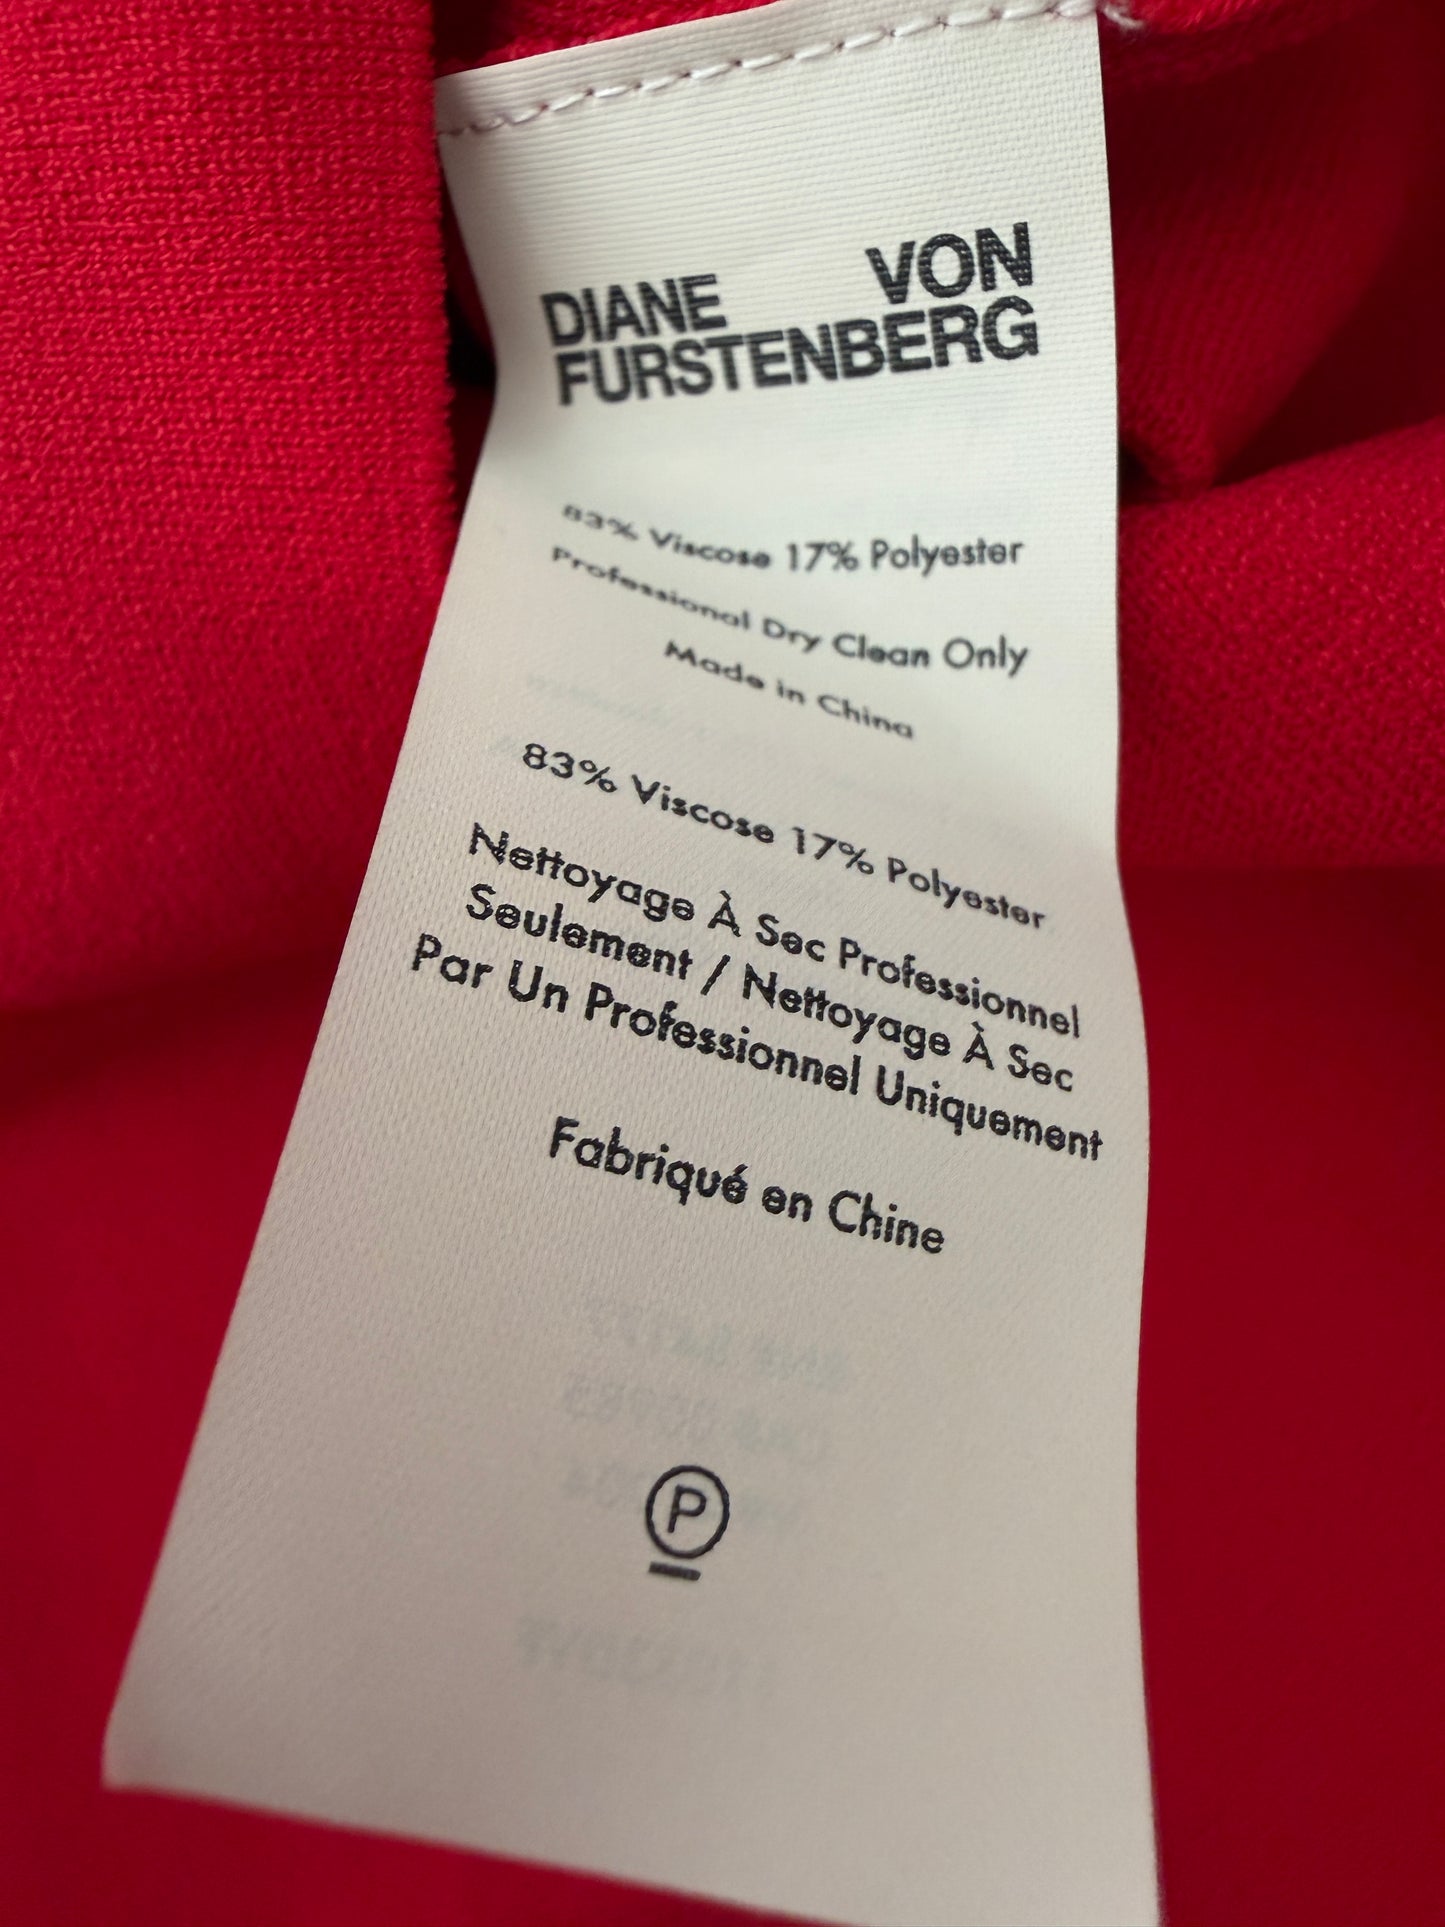 DIANE VON
FURSTENBERG
83% Viscose 17% Polyester
Professional Dry Clean Only
Made in China
83% Viscose 17% Polyester
Nettoyage À Sec Professionnel
Seulement / Nettoyage À Sec
Par Un Professionnel Uniquement
Fabriqué en Chine
P